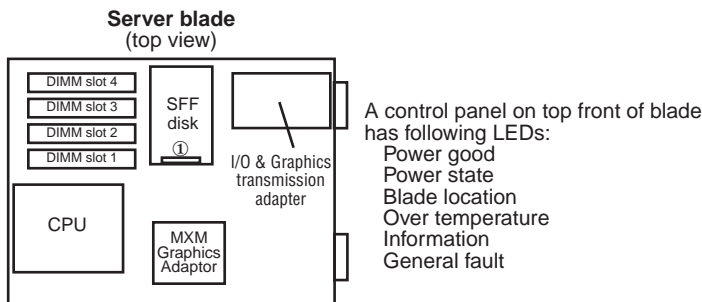 Server blade
(top view)
DIMM slot 4
DIMM slot 3
DIMM slot 2
DIMM slot 1
SFF
disk
①
I/O & Graphics
transmission
adapter
CPU
MXM
Graphics
Adaptor
A control panel on top front of blade
has following LEDs:
Power good
Power state
Blade location
Over temperature
Information
General fault